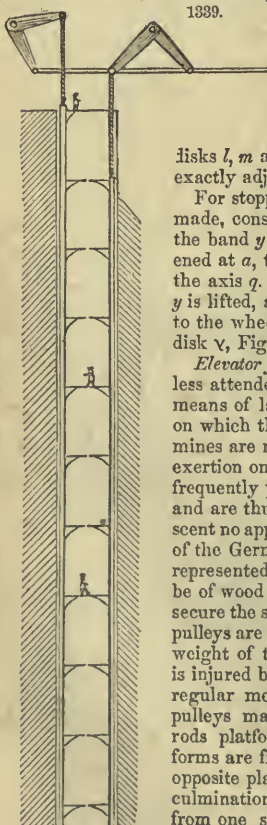 1339.
disks l, m a
exactly adj
For stopp
made, cons
the band y
ened at a, t
the axis q.
y is lifted, a
to the whe
disk Y, Fig
Elevator
less attende
means of la
on which th
mines are r
exertion on
frequently
and are thu
scent no app
of the Germ
represented
be of wood
secure the s
pulleys are
weight of t
is injured b
regular me
pulleys ma
rods platfo
forms are fi
opposite pla
culmination
from one s